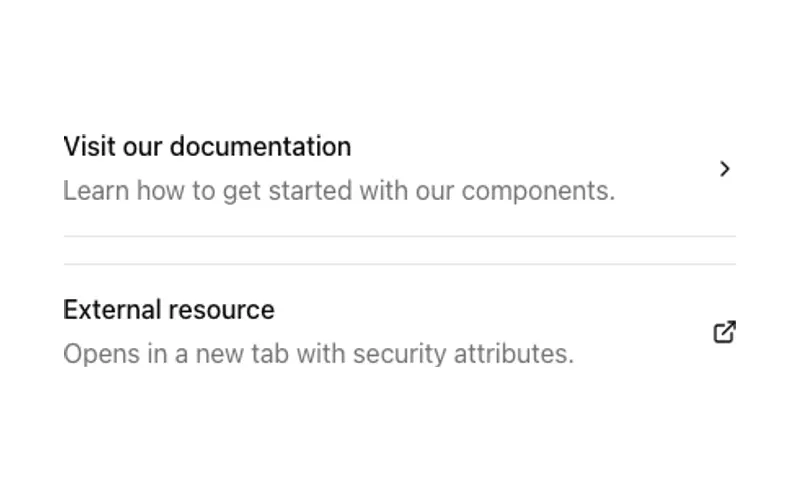 Visit our documentation
Learn how to get started with our components.
External resource
Opens in a new tab with security attributes.